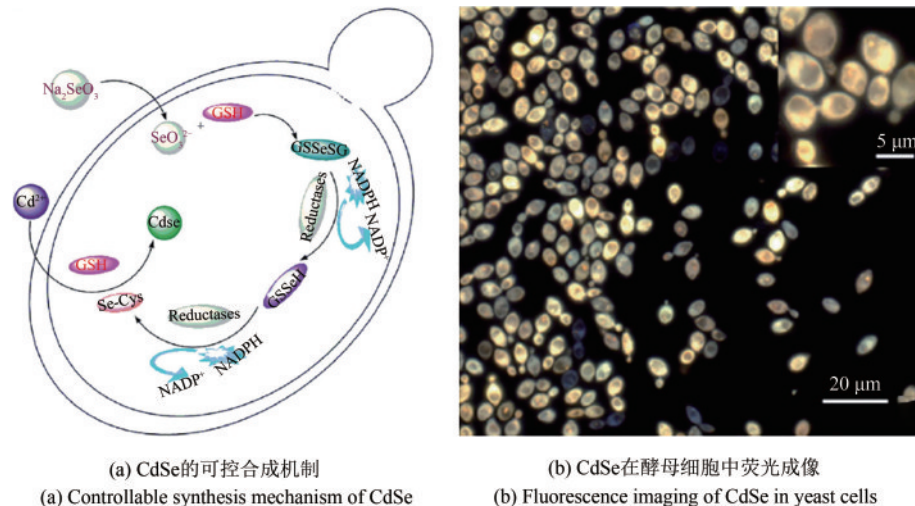 Na₂SeO₃
SeO₃²⁻ + GSH
GSSeSG
NADPH
NADP⁺
Reductases
Cd²⁺
Cdse
GSH
Se-Cys
GSSeH
Reductases
NADPH
NADP⁺
5 μm
20 μm
(a) CdSe的可控合成机制
(a) Controllable synthesis mechanism of CdSe
(b) CdSe在酵母细胞中荧光成像
(b) Fluorescence imaging of CdSe in yeast cells